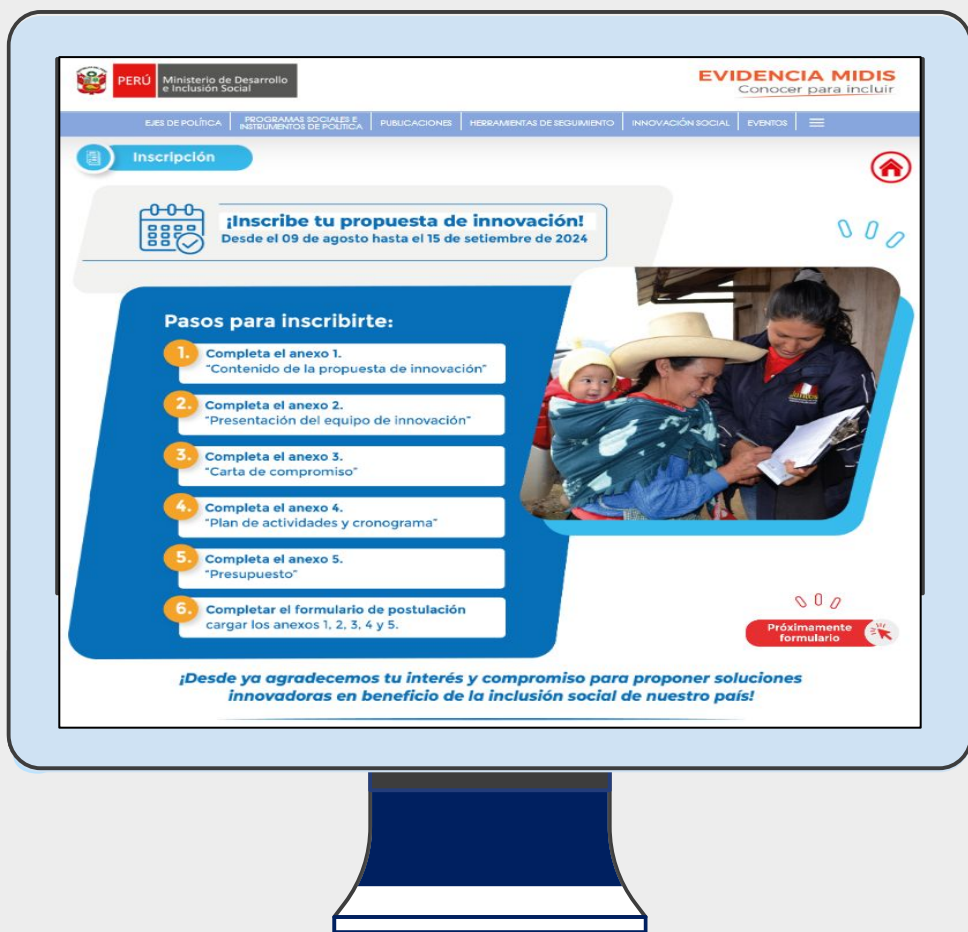 PERÚ
Ministerio de Desarrollo
e Inclusión Social
EVIDENCIA MIDIS
Conocer para incluir
EJES DE POLÍTICA
PROGRAMAS SOCIALES E
INSTRUMENTOS DE POLÍTICA
PUBLICACIONES
HERRAMIENTAS DE SEGUIMIENTO
INNOVACIÓN SOCIAL
EVENTOS
Inscripción
¡Inscribe tu propuesta de innovación!
Desde el 09 de agosto hasta el 15 de setiembre de 2024
Pasos para inscribirte:
1. Completa el anexo 1.
"Contenido de la propuesta de innovación"
2. Completa el anexo 2.
"Presentación del equipo de innovación"
3. Completa el anexo 3.
"Carta de compromiso"
4. Completa el anexo 4.
"Plan de actividades y cronograma"
5. Completa el anexo 5.
"Presupuesto"
6. Completar el formulario de postulación
cargar los anexos 1, 2, 3, 4 y 5.
Próximamente
formulario
¡Desde ya agradecemos tu interés y compromiso para proponer soluciones
innovadoras en beneficio de la inclusión social de nuestro país!